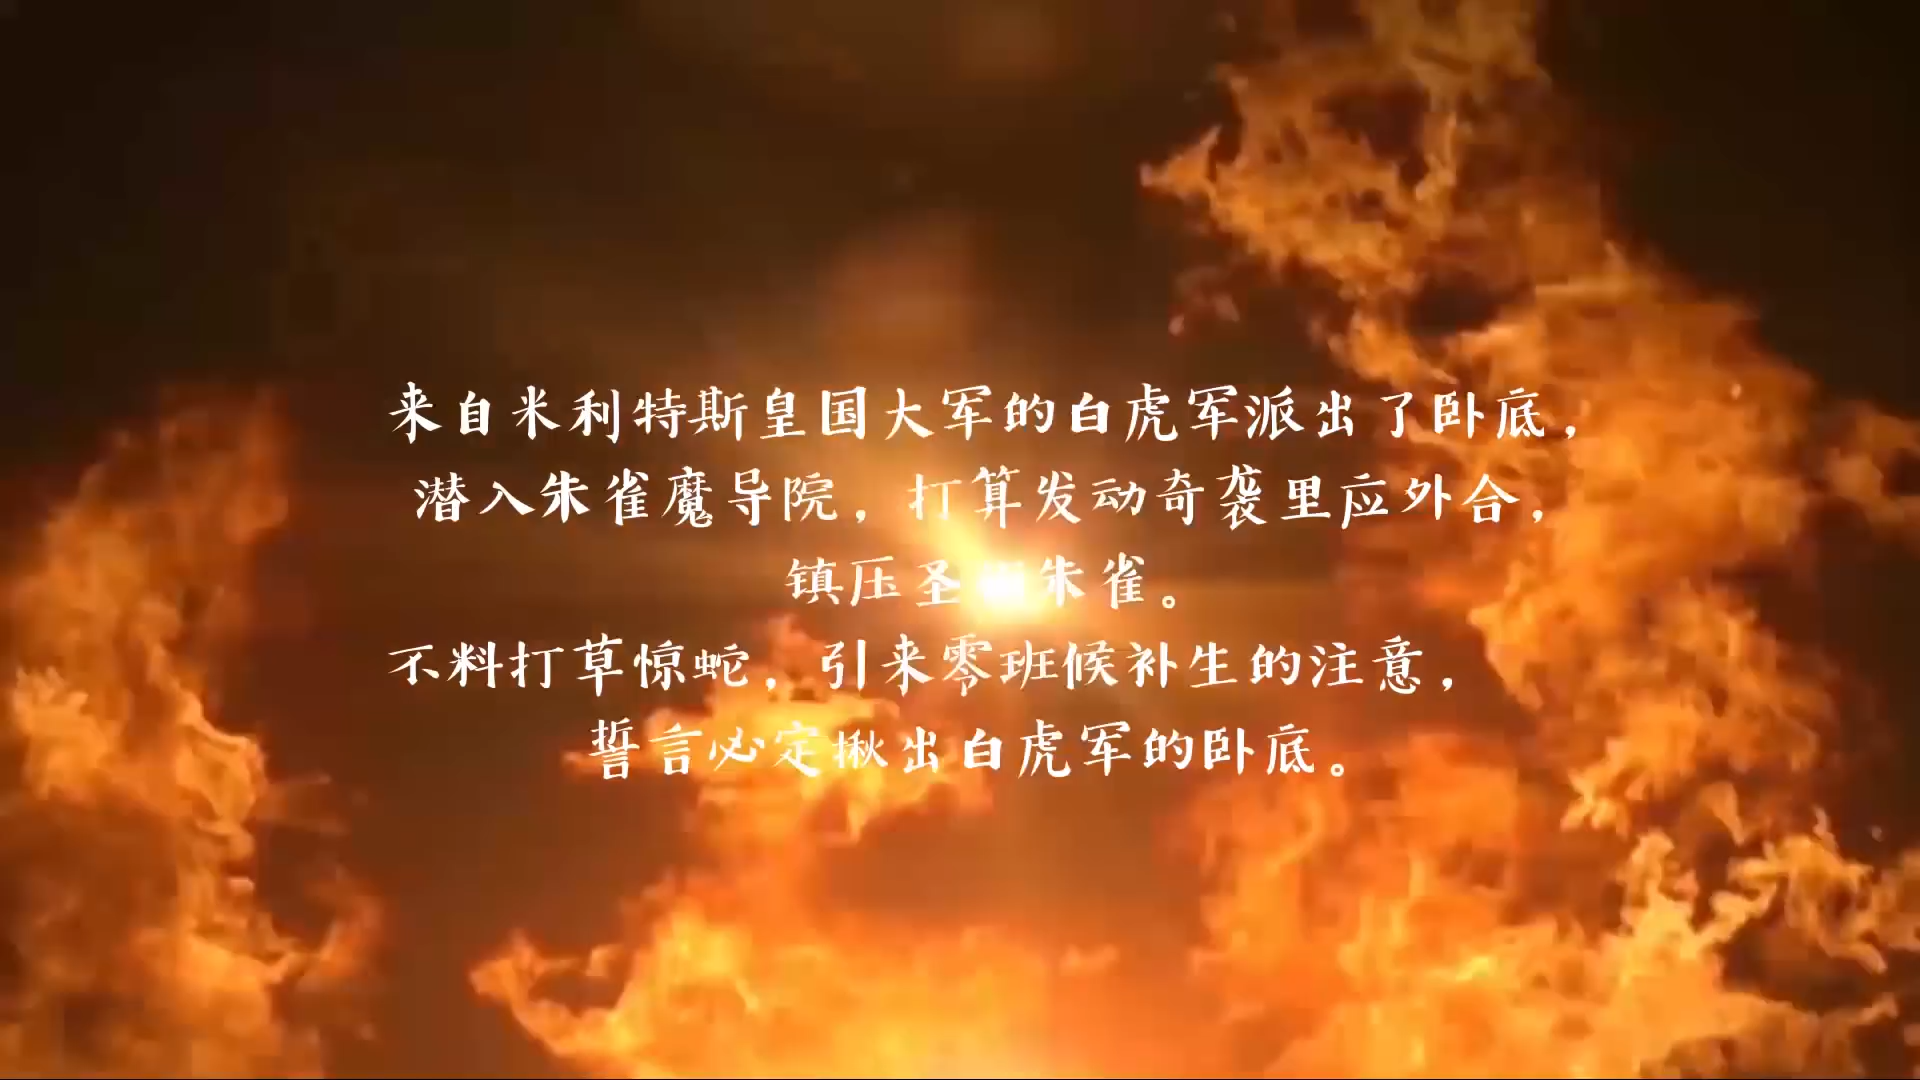 来自米利特斯皇国大军的白虎军派出了卧底，
潜入朱雀魔导院，打算发动奇袭里应外合，
镇压圣朱雀。
不料打草惊蛇，引来零班候补生的注意，
誓言必定揪出白虎军的卧底。